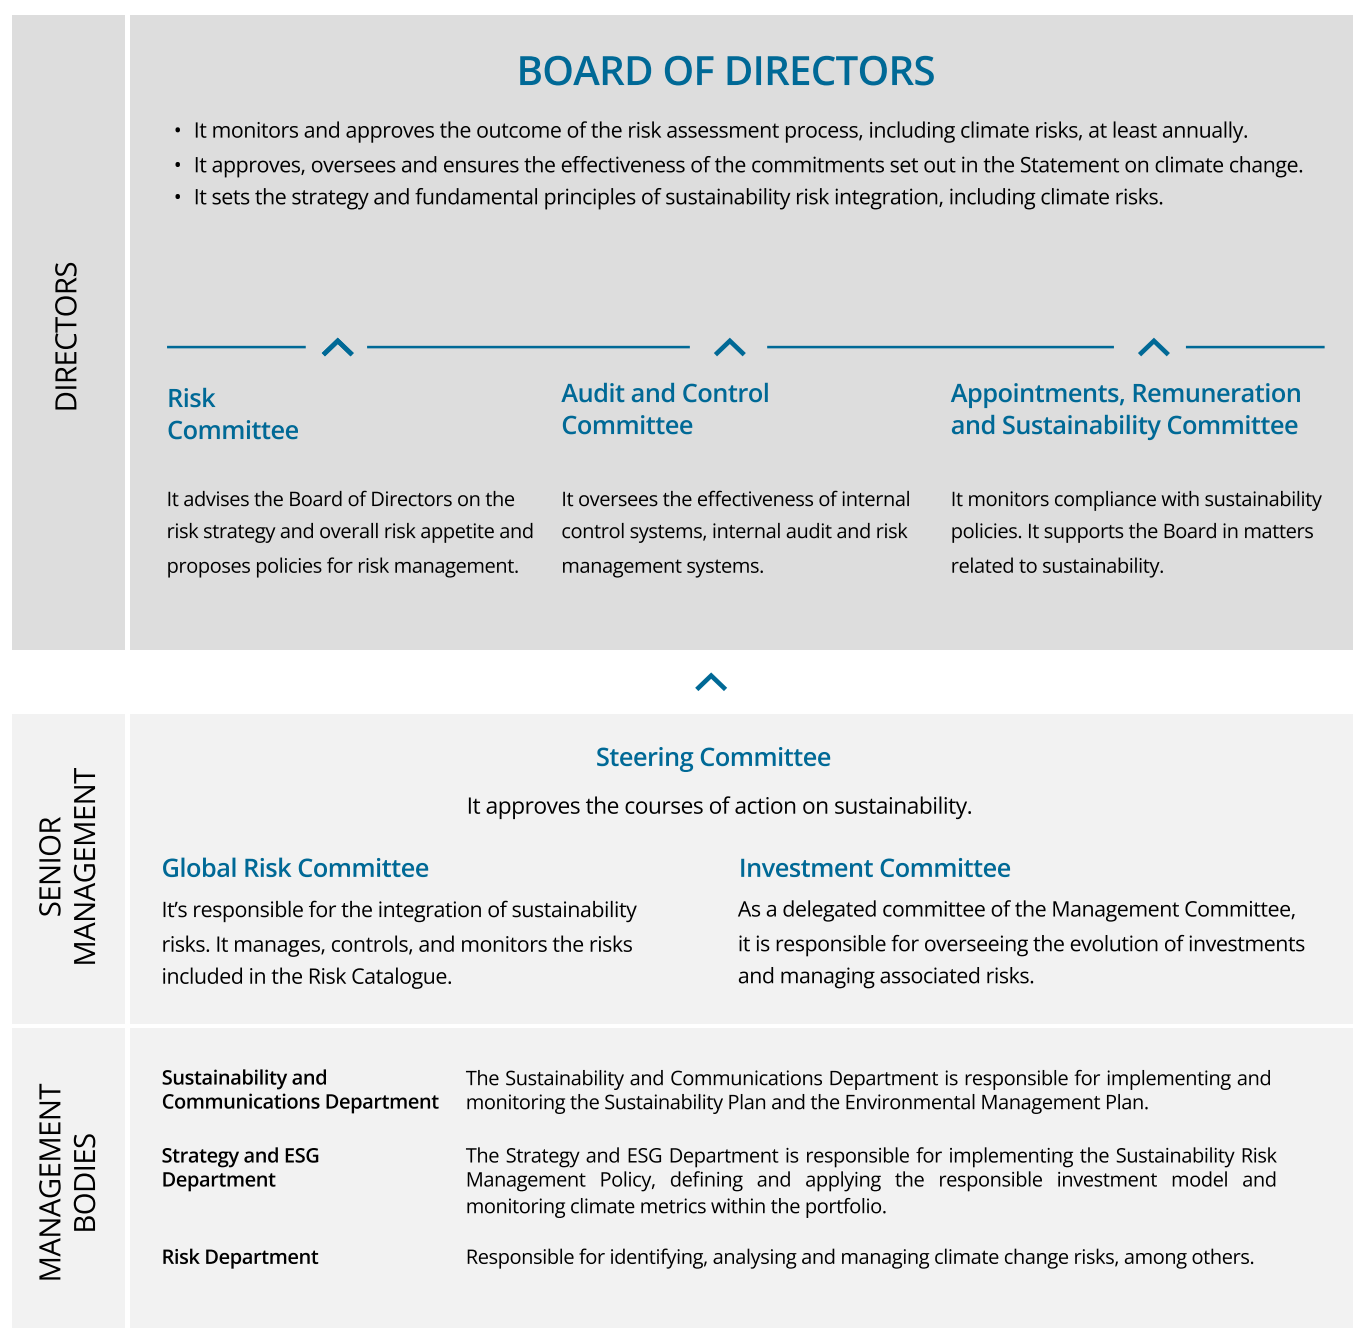 DIRECTORS
BOARD OF DIRECTORS
• It monitors and approves the outcome of the risk assessment process, including climate risks, at least annually.
• It approves, oversees and ensures the effectiveness of the commitments set out in the Statement on climate change.
• It sets the strategy and fundamental principles of sustainability risk integration, including climate risks.
Risk
Committee
It advises the Board of Directors on the
risk strategy and overall risk appetite and
proposes policies for risk management.
Audit and Control
Committee
It oversees the effectiveness of internal
control systems, internal audit and risk
management systems.
Appointments, Remuneration
and Sustainability Committee
It monitors compliance with sustainability
policies. It supports the Board in matters
related to sustainability.
SENIOR
MANAGEMENT
Steering Committee
It approves the courses of action on sustainability.
Global Risk Committee
It’s responsible for the integration of sustainability
risks. It manages, controls, and monitors the risks
included in the Risk Catalogue.
Investment Committee
As a delegated committee of the Management Committee,
it is responsible for overseeing the evolution of investments
and managing associated risks.
MANAGEMENT
BODIES
Sustainability and
Communications Department
The Sustainability and Communications Department is responsible for implementing and
monitoring the Sustainability Plan and the Environmental Management Plan.
Strategy and ESG
Department
The Strategy and ESG Department is responsible for implementing the Sustainability Risk
Management Policy, defining and applying the responsible investment model and
monitoring climate metrics within the portfolio.
Risk Department
Responsible for identifying, analysing and managing climate change risks, among others.